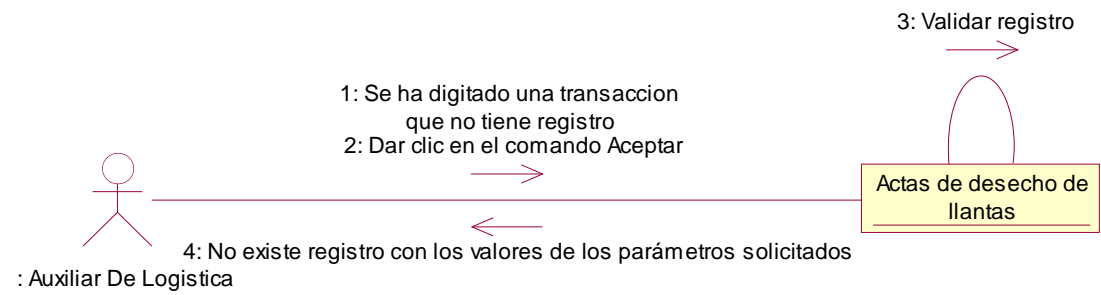 3: Validar registro
1: Se ha digitado una transaccion
que no tiene registro
2: Dar clic en el comando Aceptar
Actas de desecho de
llantas
4: No existe registro con los valores de los parámetros solicitados
: Auxiliar De Logistica